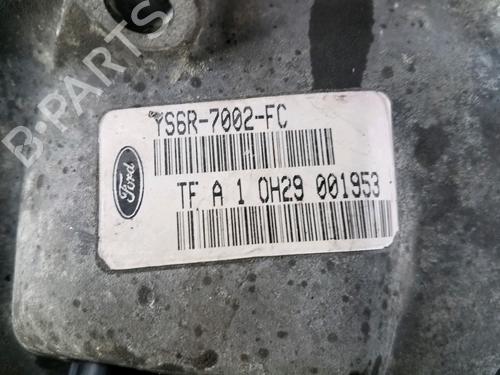 B-PARTS
YS6R-7002-FC
Ford
TF A 1 0H29 001953